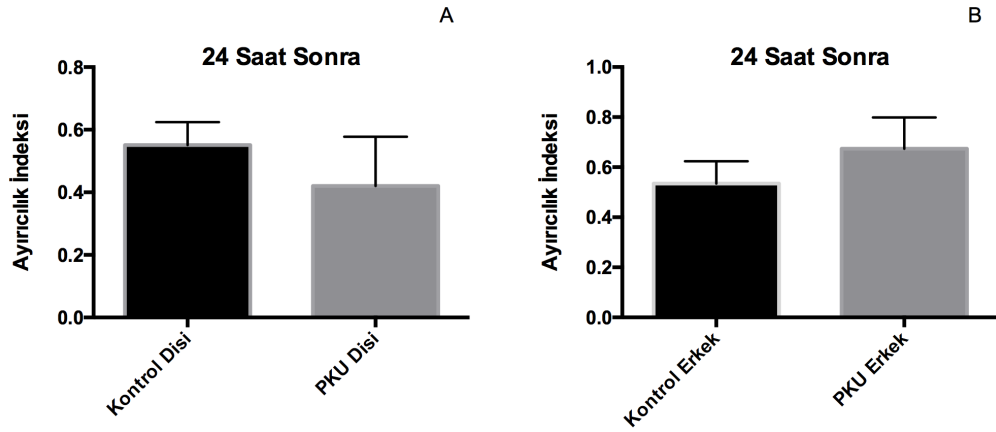 A
24 Saat Sonra
Ayırıcılık İndeksi
0.8
0.6
0.4
0.2
0.0
Kontrol Disi
PKU Disi
B
24 Saat Sonra
Ayırıcılık İndeksi
1.0
0.8
0.6
0.4
0.2
0.0
Kontrol Erkek
PKU Erkek